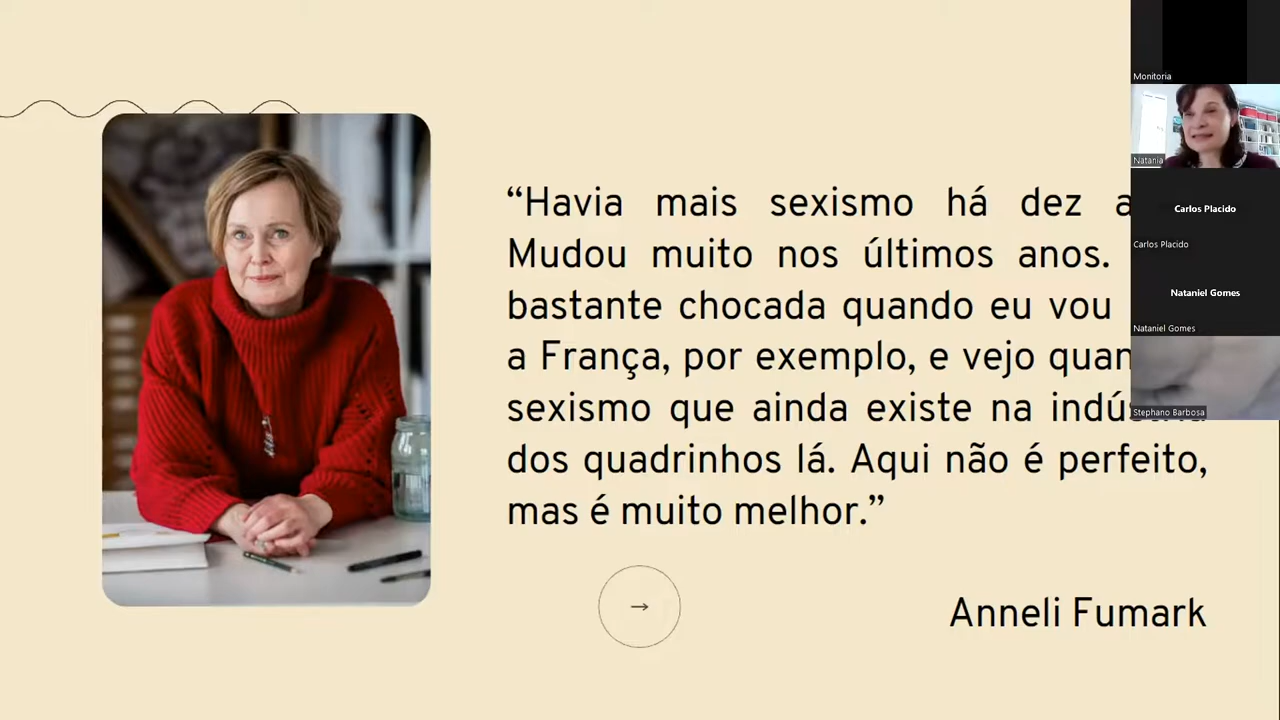 “Havia mais sexismo há dez
Mudou muito nos últimos anos.
bastante chocada quando eu vou
a França, por exemplo, e vejo
sexismo que ainda existe na
dos quadrinhos lá. Aqui não é perfeito,
mas é muito melhor.”
→
Anneli Fumark
Monitoria
Natania
Carlos Placido
Carlos Placido
Nataniel Gomes
Nataniel Gomes
Stephano Barbosa